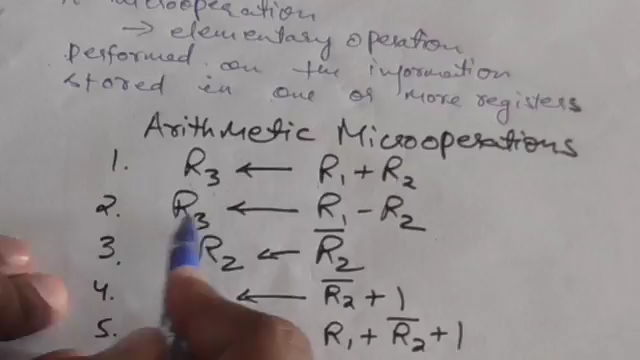 microoperation
→ elementary operation
performed on the information
stored in one or more registers
Arithmetic Microoperations
1. R₃ ← R₁ + R₂
2. R₃ ← R₁ - R₂
3. R₂ ← R̅₂
4. ← R̅₂ + 1
5. R₁ + R̅₂ + 1